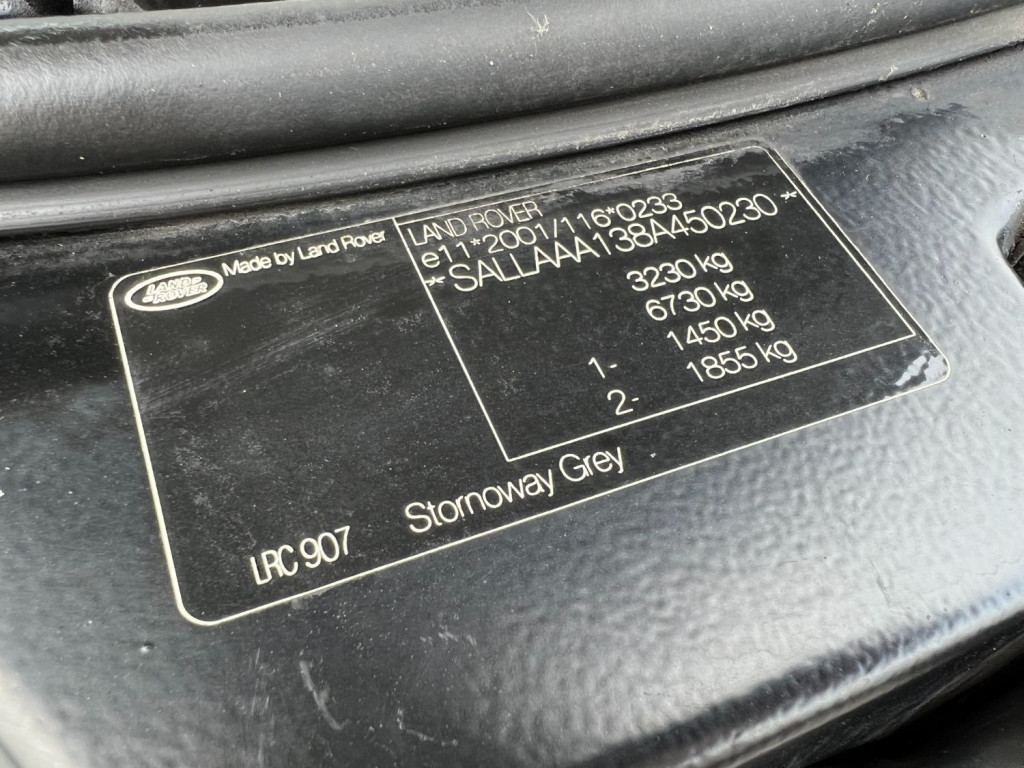 LAND-
-ROVER
Made by Land Rover
LAND ROVER
e11*2001/116*0233
*SALLAAA138A450230*
3230 kg
6730 kg
1- 1450 kg
2- 1855 kg
LRC 907 Stornoway Grey